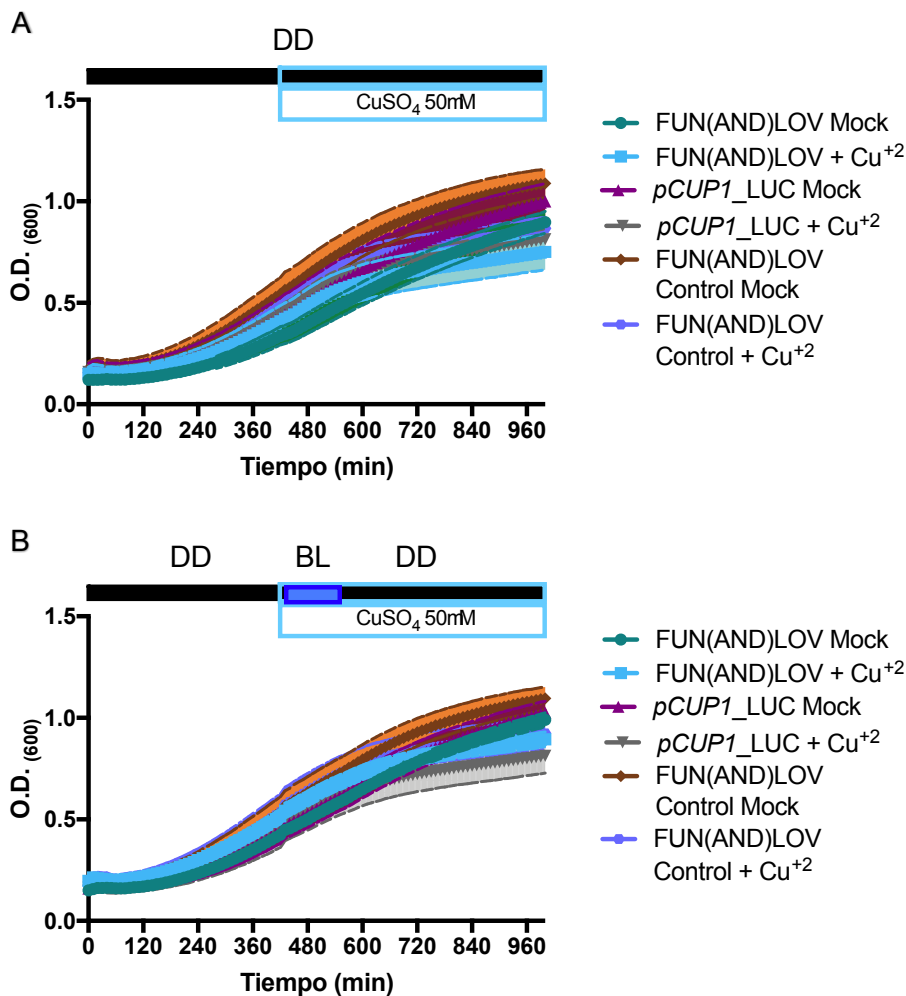 A
DD
CuSO4 50mM
1.5
1.0
0.5
0.0
O.D. (600)
0 120 240 360 480 600 720 840 960
Tiempo (min)
FUN(AND)LOV Mock
FUN(AND)LOV + Cu+2
pCUP1_LUC Mock
pCUP1_LUC + Cu+2
FUN(AND)LOV
Control Mock
FUN(AND)LOV
Control + Cu+2
B
DD BL DD
CuSO4 50mM
1.5
1.0
0.5
0.0
O.D. (600)
0 120 240 360 480 600 720 840 960
Tiempo (min)
FUN(AND)LOV Mock
FUN(AND)LOV + Cu+2
pCUP1_LUC Mock
pCUP1_LUC + Cu+2
FUN(AND)LOV
Control Mock
FUN(AND)LOV
Control + Cu+2